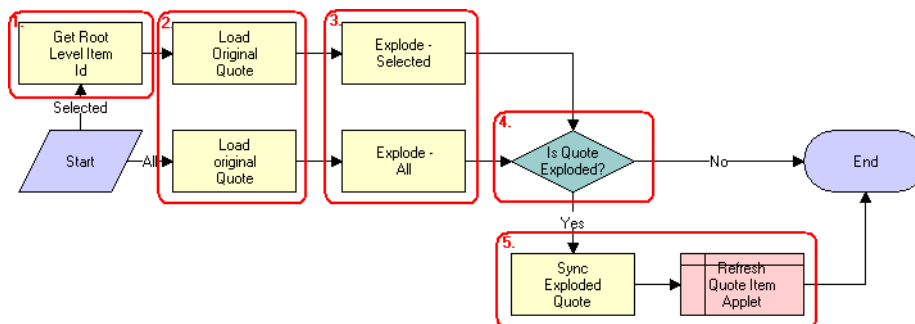 1.
Get Root
Level Item
Id
2.
Load
Original
Quote
3.
Explode -
Selected
Selected
Start
All
Load
original
Quote
Explode -
All
4.
Is Quote
Exploded?
No
End
Yes
5.
Sync
Exploded
Quote
Refresh
Quote Item
Applet